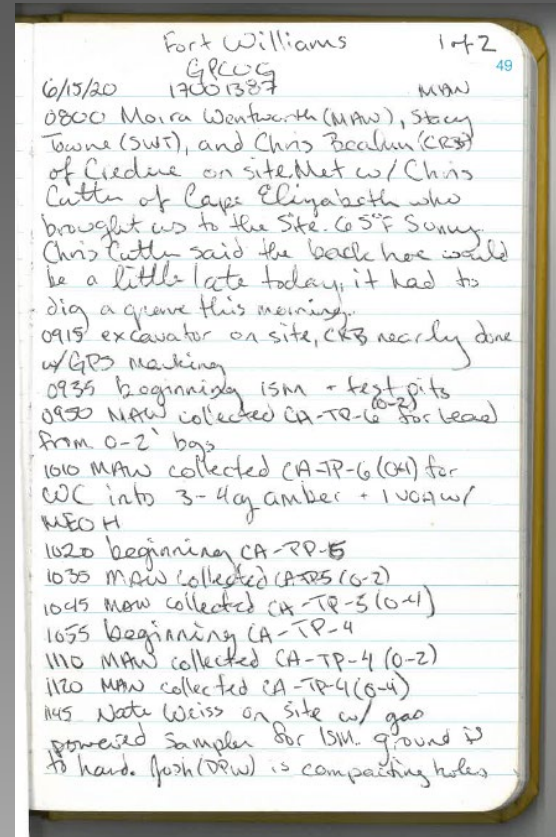 Fort Williams 1 of 2
49
GPCOG
6/15/20 17001387 MAW
0800 Moira Wentworth (MAW), Stacy
Towne (SWT), and Chris (CRB)
of Credere on site. Met w/ Chris
Cutter of Cape Elizabeth who
brought us to the Site. 65°F Sunny.
Chris Cutter said the back hoe would
be a little late today, it had to
dig a grave this morning.
0915 excavator on site, CRB nearly done
w/ GPS marking
0935 beginning ISM + test pits
0950 MAW collected CA-TP-6 (0-2) for lead
from 0-2' bgs
1010 MAW collected CA-TP-6 (0-4) for
WC into 3-4oz amber + 1 VOA w/
MEOH
1020 beginning CA-TP-5
1035 MAW collected CA-TP5 (0-2)
1045 MAW collected CA-TP-5 (0-4)
1055 beginning CA-TP-4
1110 MAW collected CA-TP-4 (0-2)
1120 MAW collected CA-TP-4 (0-4)
1145 Nate Weiss on site w/ gas
powered sampler for ISM. ground is
to hard. Josh (DPW) is compacting holes